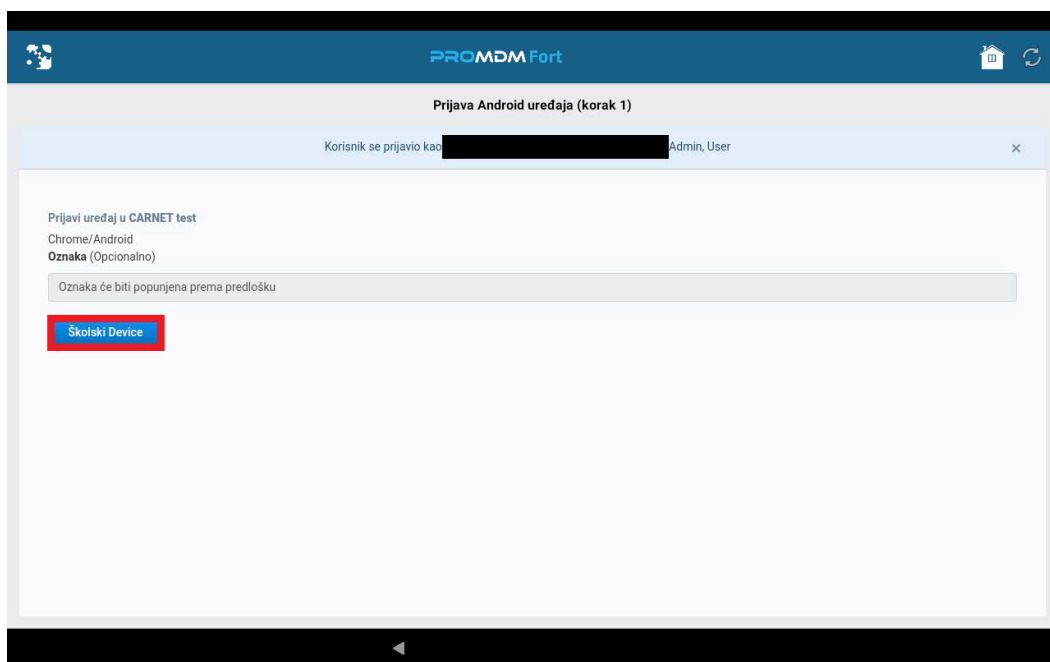 PROMDM Fort
Prijava Android uređaja (korak 1)
Korisnik se prijavio kao Admin, User
×
Prijavi uređaj u CARNET test
Chrome/Android
Oznaka (Opcionalno)
Oznaka će biti popunjena prema predlošku
Školski Device